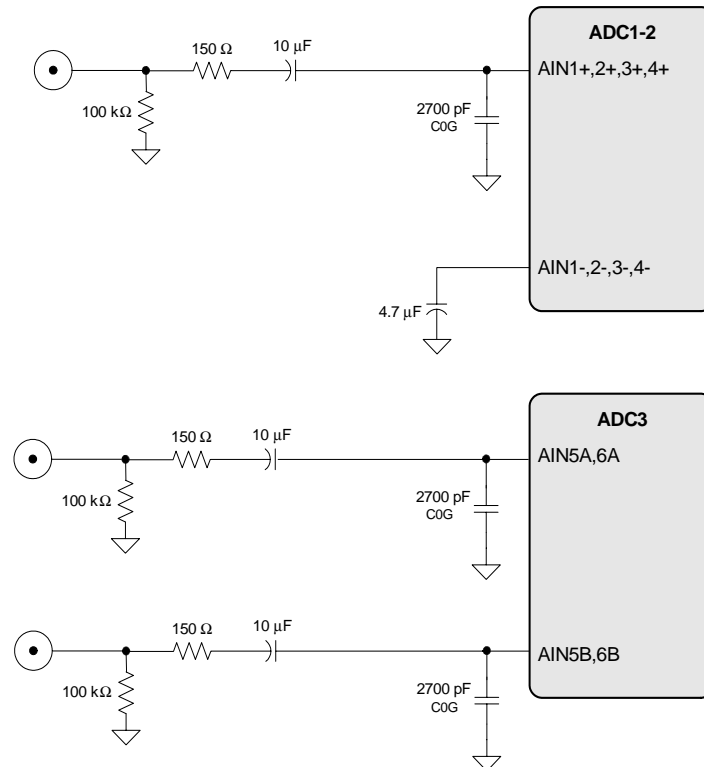 ADC1-2
150 Ω
10 µF
AIN1+,2+,3+,4+
100 kΩ
2700 pF
C0G
AIN1-,2-,3-,4-
4.7 µF
ADC3
150 Ω
10 µF
AIN5A,6A
100 kΩ
2700 pF
C0G
150 Ω
10 µF
AIN5B,6B
100 kΩ
2700 pF
C0G